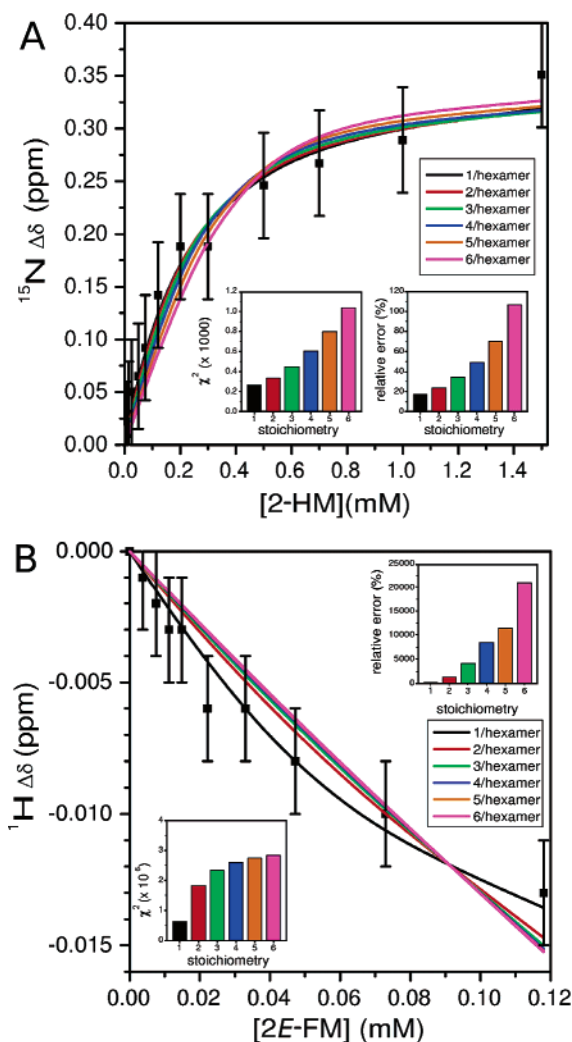 A
0.40
0.35
0.30
0.25
0.20
0.15
0.10
0.05
0.00
¹⁵N Δδ (ppm)
1/hexamer
2/hexamer
3/hexamer
4/hexamer
5/hexamer
6/hexamer
1.2
1.0
0.8
0.6
0.4
0.2
0.0
χ² (x 1000)
1 2 3 4 5 6
stoichiometry
120
100
80
60
40
20
0
relative error (%)
1 2 3 4 5 6
stoichiometry
0.0 0.2 0.4 0.6 0.8 1.0 1.2 1.4
[2-HM](mM)
B
0.000
-0.005
-0.010
-0.015
¹H Δδ (ppm)
25000
20000
15000
10000
5000
0
relative error (%)
1 2 3 4 5 6
stoichiometry
1/hexamer
2/hexamer
3/hexamer
4/hexamer
5/hexamer
6/hexamer
4
3
2
1
0
χ² (x 10⁵)
1 2 3 4 5 6
stoichiometry
0.00 0.02 0.04 0.06 0.08 0.10 0.12
[2E-FM] (mM)